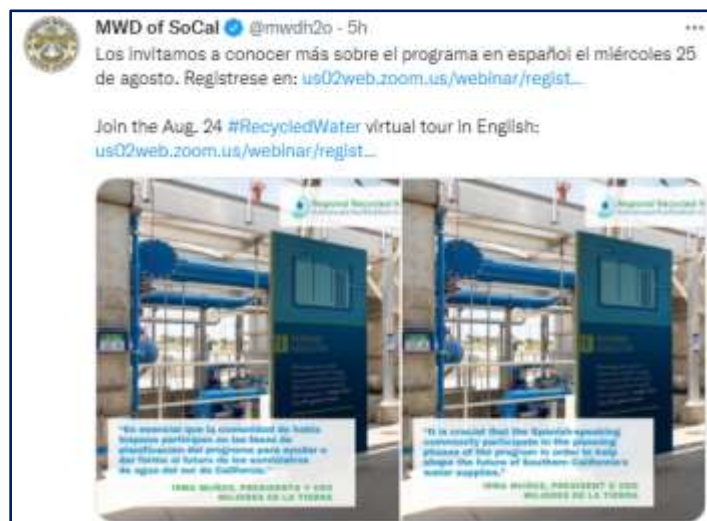 MWD of SoCal @mwdh2o - 5h
Los invitamos a conocer más sobre el programa en español el miércoles 25
de agosto. Regístrese en: us02web.zoom.us/webinar/regist...
Join the Aug. 24 #RecycledWater virtual tour in English:
us02web.zoom.us/webinar/regist...
Regional Recycled
"Es esencial que la comunidad de habla
hispana participen en las fases de
planificación del programa para ayudar a
dar forma al futuro de los suministros
de agua del sur de California."
IRMA MUÑOZ, PRESIDENTA Y CEO
MUJERES DE LA TIERRA
Regional Recycled
"It is crucial that the Spanish-speaking
community participate in the planning
phases of the program in order to help
shape the future of Southern California's
water supplies."
IRMA MUÑOZ, PRESIDENT & CEO
MUJERES DE LA TIERRA